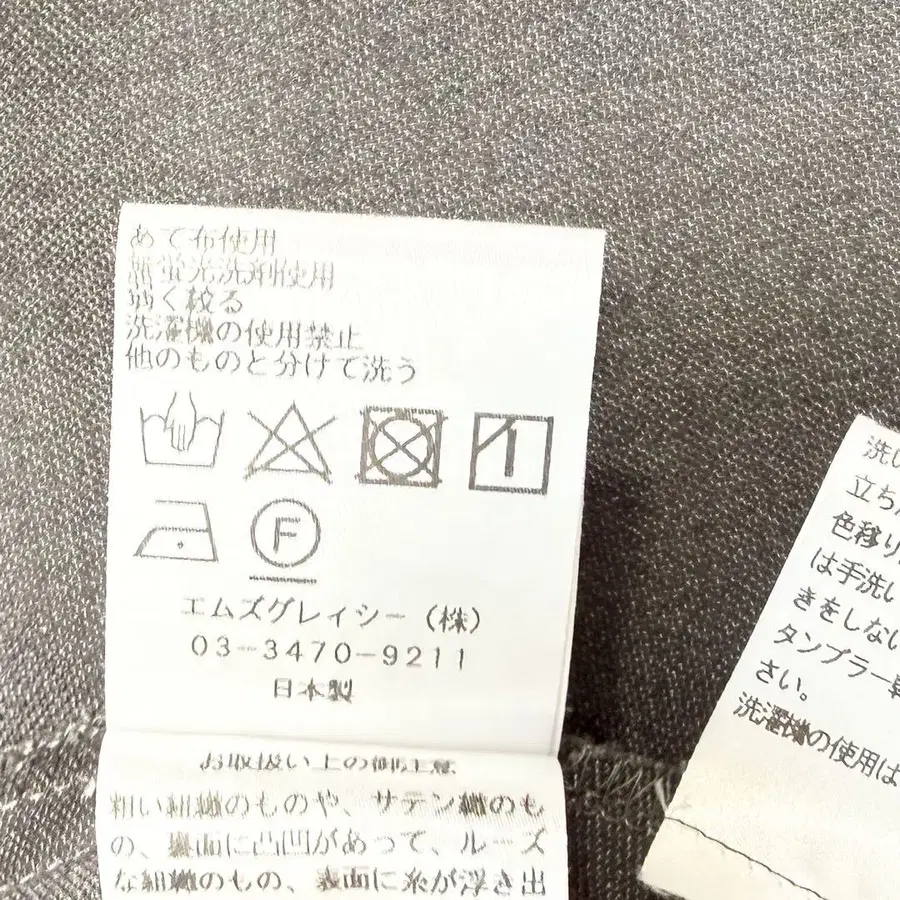 あて布使用
無蛍光洗剤使用
弱く絞る
洗濯機の使用禁止
他のものと分けて洗う
F
エムズグレイシー（株）
03-3470-9211
日本製
お取扱い上の御注意
粗い組織のものや、サテン織のも
の、裏面に凸凹があって、ルーズ
な組織のもの、表面に糸が浮き出
洗い
立ち
色移り
は手洗い
きをしない
タンブラー乾
さい。
洗濯機の使用は